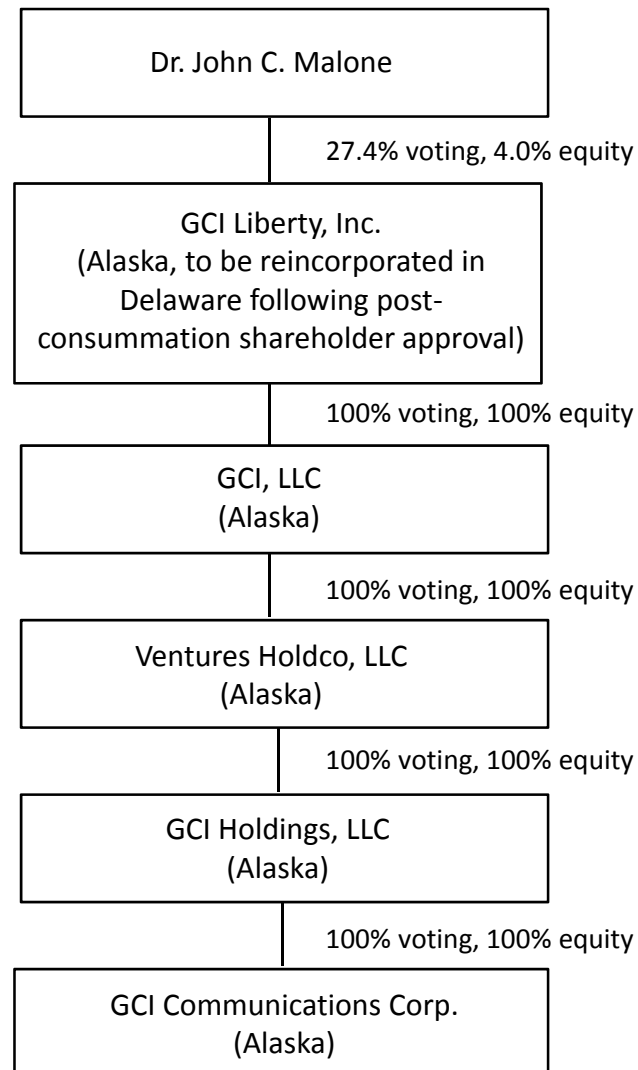 Dr. John C. Malone
27.4% voting, 4.0% equity
GCI Liberty, Inc.
(Alaska, to be reincorporated in
Delaware following post-
consummation shareholder approval)
100% voting, 100% equity
GCI, LLC
(Alaska)
100% voting, 100% equity
Ventures Holdco, LLC
(Alaska)
100% voting, 100% equity
GCI Holdings, LLC
(Alaska)
100% voting, 100% equity
GCI Communications Corp.
(Alaska)